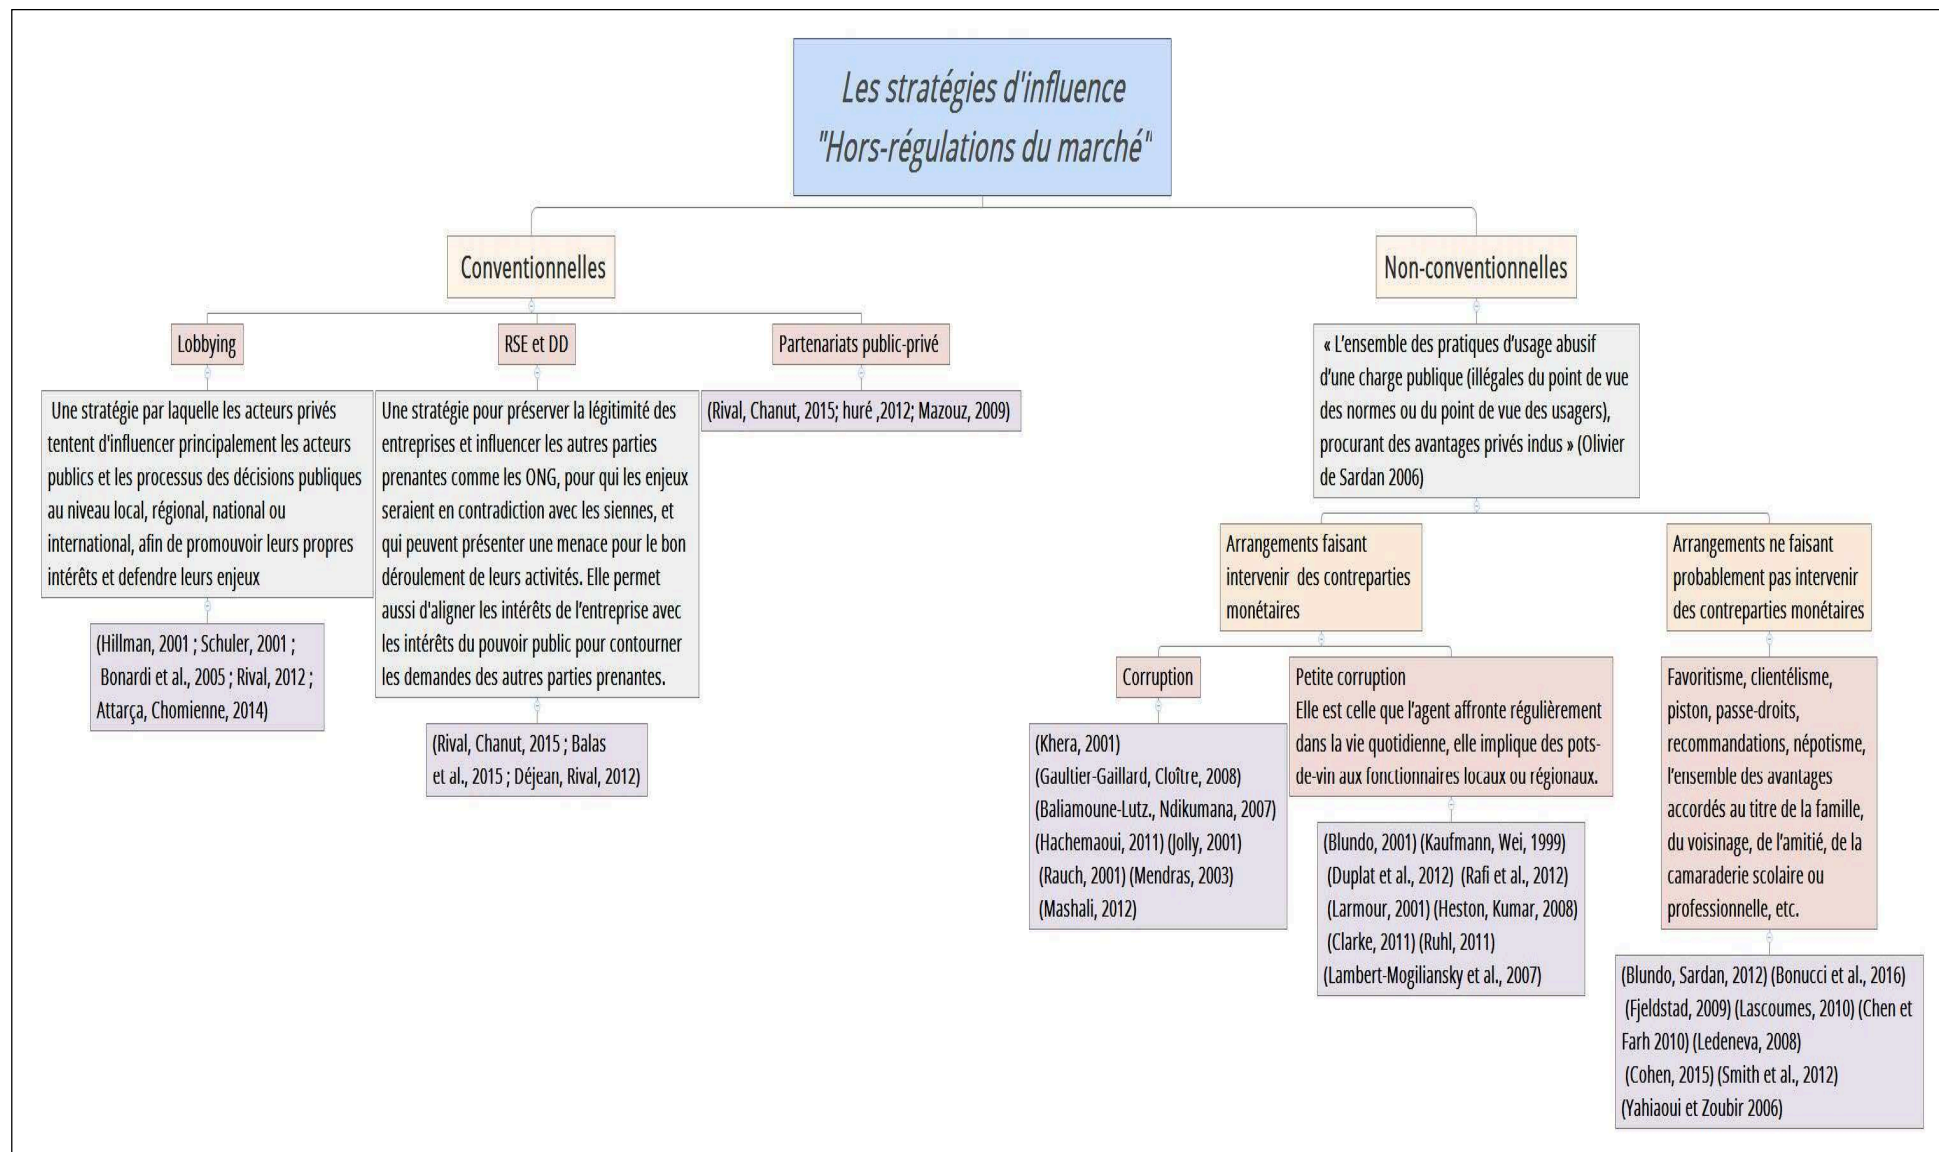 Les stratégies d'influence
"Hors-régulations du marché"
Conventionnelles
Lobbying
Une stratégie par laquelle les acteurs privés
tentent d'influencer principalement les acteurs
publics et les processus des décisions publiques
au niveau local, régional, national ou
international, afin de promouvoir leurs propres
intérêts et defendre leurs enjeux
(Hillman, 2001 ; Schuler, 2001 ;
Bonardi et al., 2005 ; Rival, 2012 ;
Attarça, Chomienne, 2014)
RSE et DD
Une stratégie pour préserver la légitimité des
entreprises et influencer les autres parties
prenantes comme les ONG, pour qui les enjeux
seraient en contradiction avec les siennes, et
qui peuvent présenter une menace pour le bon
déroulement de leurs activités. Elle permet
aussi d'aligner les intérêts de l'entreprise avec
les intérêts du pouvoir public pour contourner
les demandes des autres parties prenantes.
(Rival, Chanut, 2015 ; Balas
et al., 2015 ; Déjean, Rival, 2012)
Partenariats public-privé
(Rival, Chanut, 2015; huré ,2012; Mazouz, 2009)
Non-conventionnelles
« L'ensemble des pratiques d'usage abusif
d'une charge publique (illégales du point de vue
des normes ou du point de vue des usagers),
procurant des avantages privés indus » (Olivier
de Sardan 2006)
Arrangements faisant
intervenir des contreparties
monétaires
Corruption
(Khera, 2001)
(Gaultier-Gaillard, Cloître, 2008)
(Baliamoune-Lutz., Ndikumana, 2007)
(Hachemaoui, 2011) (Jolly, 2001)
(Rauch, 2001) (Mendras, 2003)
(Mashali, 2012)
Petite corruption
Elle est celle que l'agent affronte régulièrement
dans la vie quotidienne, elle implique des pots-
de-vin aux fonctionnaires locaux ou régionaux.
(Blundo, 2001) (Kaufmann, Wei, 1999)
(Duplat et al., 2012) (Rafi et al., 2012)
(Larmour, 2001) (Heston, Kumar, 2008)
(Clarke, 2011) (Ruhl, 2011)
(Lambert-Mogiliansky et al., 2007)
Arrangements ne faisant
probablement pas intervenir
des contreparties monétaires
Favoritisme, clientélisme,
piston, passe-droits,
recommandations, népotisme,
l'ensemble des avantages
accordés au titre de la famille,
du voisinage, de l'amitié, de la
camaraderie scolaire ou
professionnelle, etc.
(Blundo, Sardan, 2012) (Bonucci et al., 2016)
(Fjeldstad, 2009) (Lascoumes, 2010) (Chen et
Farh 2010) (Ledeneva, 2008)
(Cohen, 2015) (Smith et al., 2012)
(Yahiaoui et Zoubir 2006)